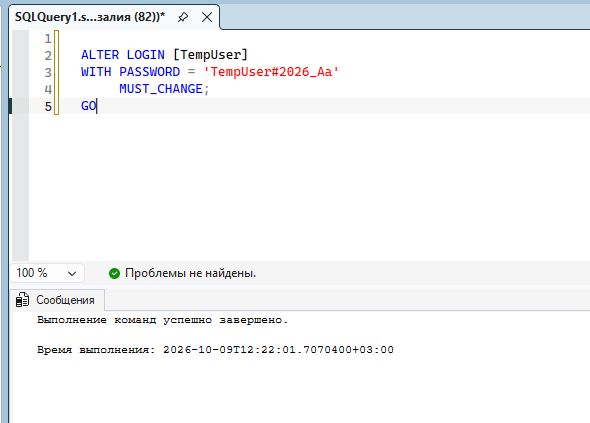 SQLQuery1.s...залия (82))*
1
2 ALTER LOGIN [TempUser]
3 WITH PASSWORD = 'TempUser#2026_Aa'
4 MUST_CHANGE;
5 GO
100 %
Проблемы не найдены.
Сообщения
Выполнение команд успешно завершено.
Время выполнения: 2026-10-09T12:22:01.7070400+03:00